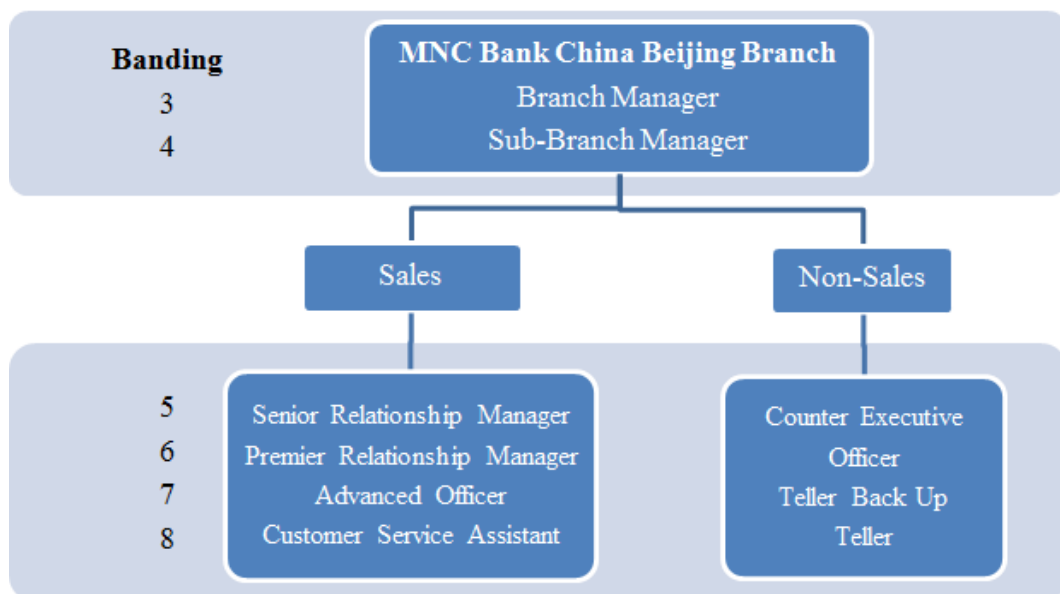 Banding
3
4
MNC Bank China Beijing Branch
Branch Manager
Sub-Branch Manager
Sales
Non-Sales
5
6
7
8
Senior Relationship Manager
Premier Relationship Manager
Advanced Officer
Customer Service Assistant
Counter Executive
Officer
Teller Back Up
Teller